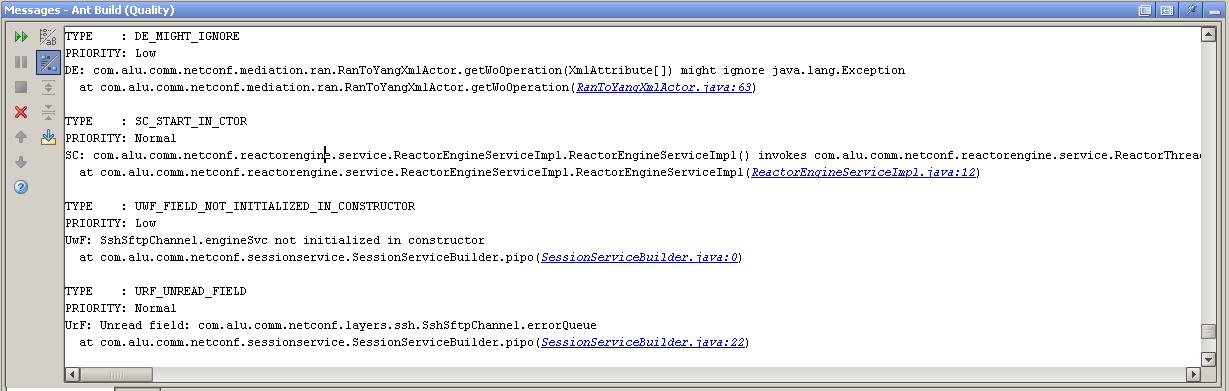 Messages - Ant Build (Quality)
TYPE    : DE_MIGHT_IGNORE
PRIORITY: Low
DE: com.alu.comm.netconf.mediation.ran.RanToYangXmlActor.getWoOperation(XmlAttribute[]) might ignore java.lang.Exception
  at com.alu.comm.netconf.mediation.ran.RanToYangXmlActor.getWoOperation(RanToYangXmlActor.java:63)
TYPE    : SC_START_IN_CTOR
PRIORITY: Normal
SC: com.alu.comm.netconf.reactorengine.service.ReactorEngineServiceImpl.ReactorEngineServiceImpl() invokes com.alu.comm.netconf.reactorengine.service.ReactorThrea
  at com.alu.comm.netconf.reactorengine.service.ReactorEngineServiceImpl.ReactorEngineServiceImpl(ReactorEngineServiceImpl.java:12)
TYPE    : UWF_FIELD_NOT_INITIALIZED_IN_CONSTRUCTOR
PRIORITY: Low
UwF: SshSftpChannel.engineSvc not initialized in constructor
  at com.alu.comm.netconf.sessionservice.SessionServiceBuilder.pipo(SessionServiceBuilder.java:0)
TYPE    : URF_UNREAD_FIELD
PRIORITY: Normal
UrF: Unread field: com.alu.comm.netconf.layers.ssh.SshSftpChannel.errorQueue
  at com.alu.comm.netconf.sessionservice.SessionServiceBuilder.pipo(SessionServiceBuilder.java:22)